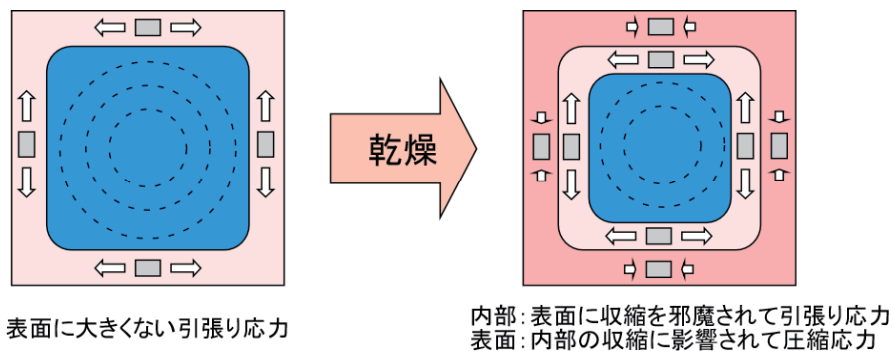 乾燥
表面に大きくない引張り応力
内部：表面に収縮を邪魔されて引張り応力
表面：内部の収縮に影響されて圧縮応力